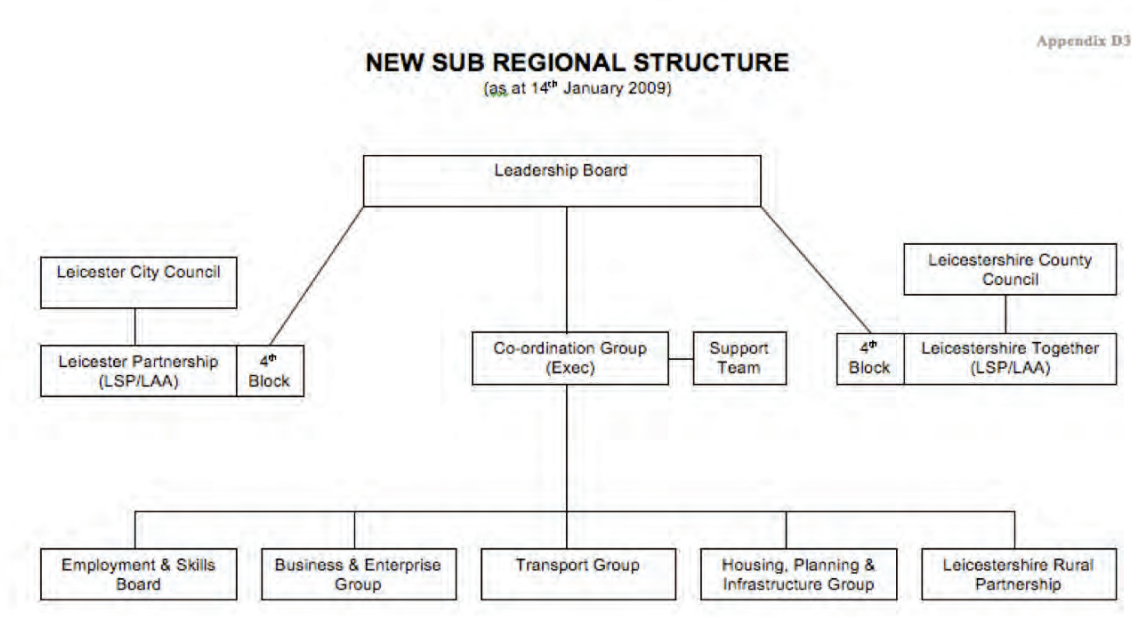 Appendix D3
NEW SUB REGIONAL STRUCTURE
(as at 14th January 2009)
Leadership Board
Leicester City Council
Leicestershire County
Council
Leicester Partnership
(LSP/LAA)
4th
Block
Co-ordination Group
(Exec)
Support
Team
4th
Block
Leicestershire Together
(LSP/LAA)
Employment & Skills
Board
Business & Enterprise
Group
Transport Group
Housing, Planning &
Infrastructure Group
Leicestershire Rural
Partnership